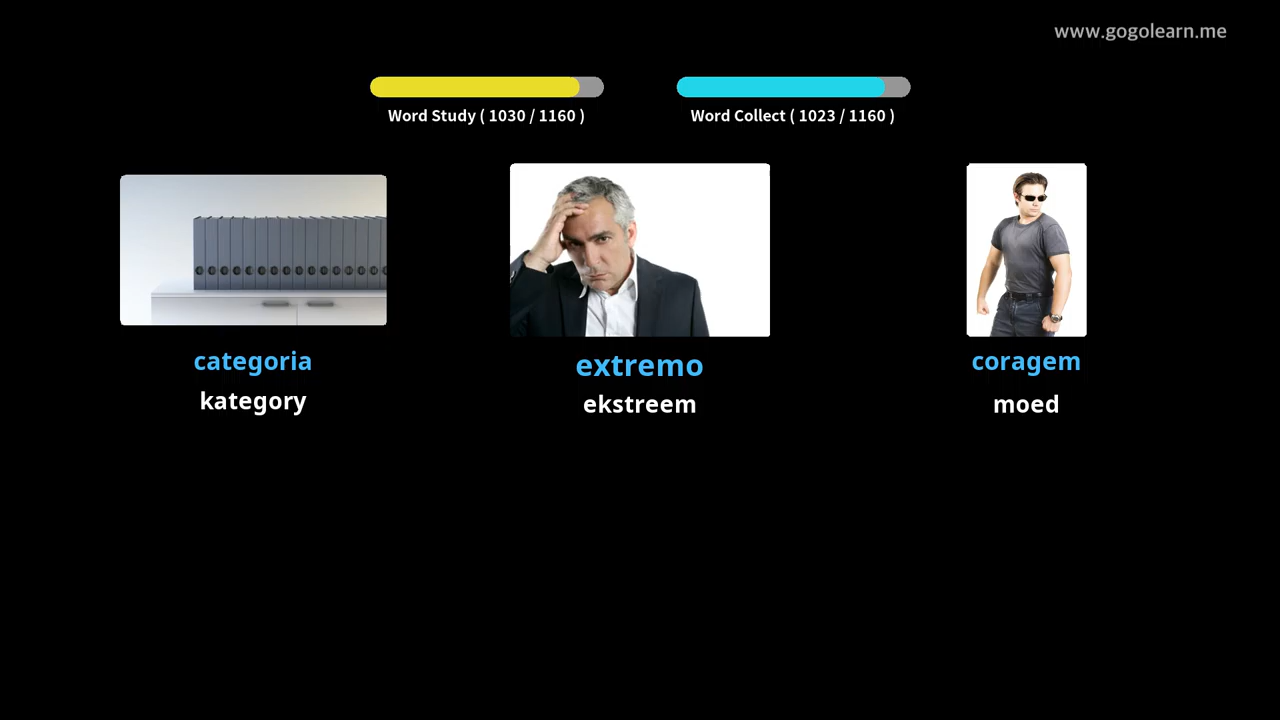 www.gogolearn.me
Word Study ( 1030 / 1160 )
Word Collect ( 1023 / 1160 )
categoria
kategory
extremo
ekstreem
coragem
moed